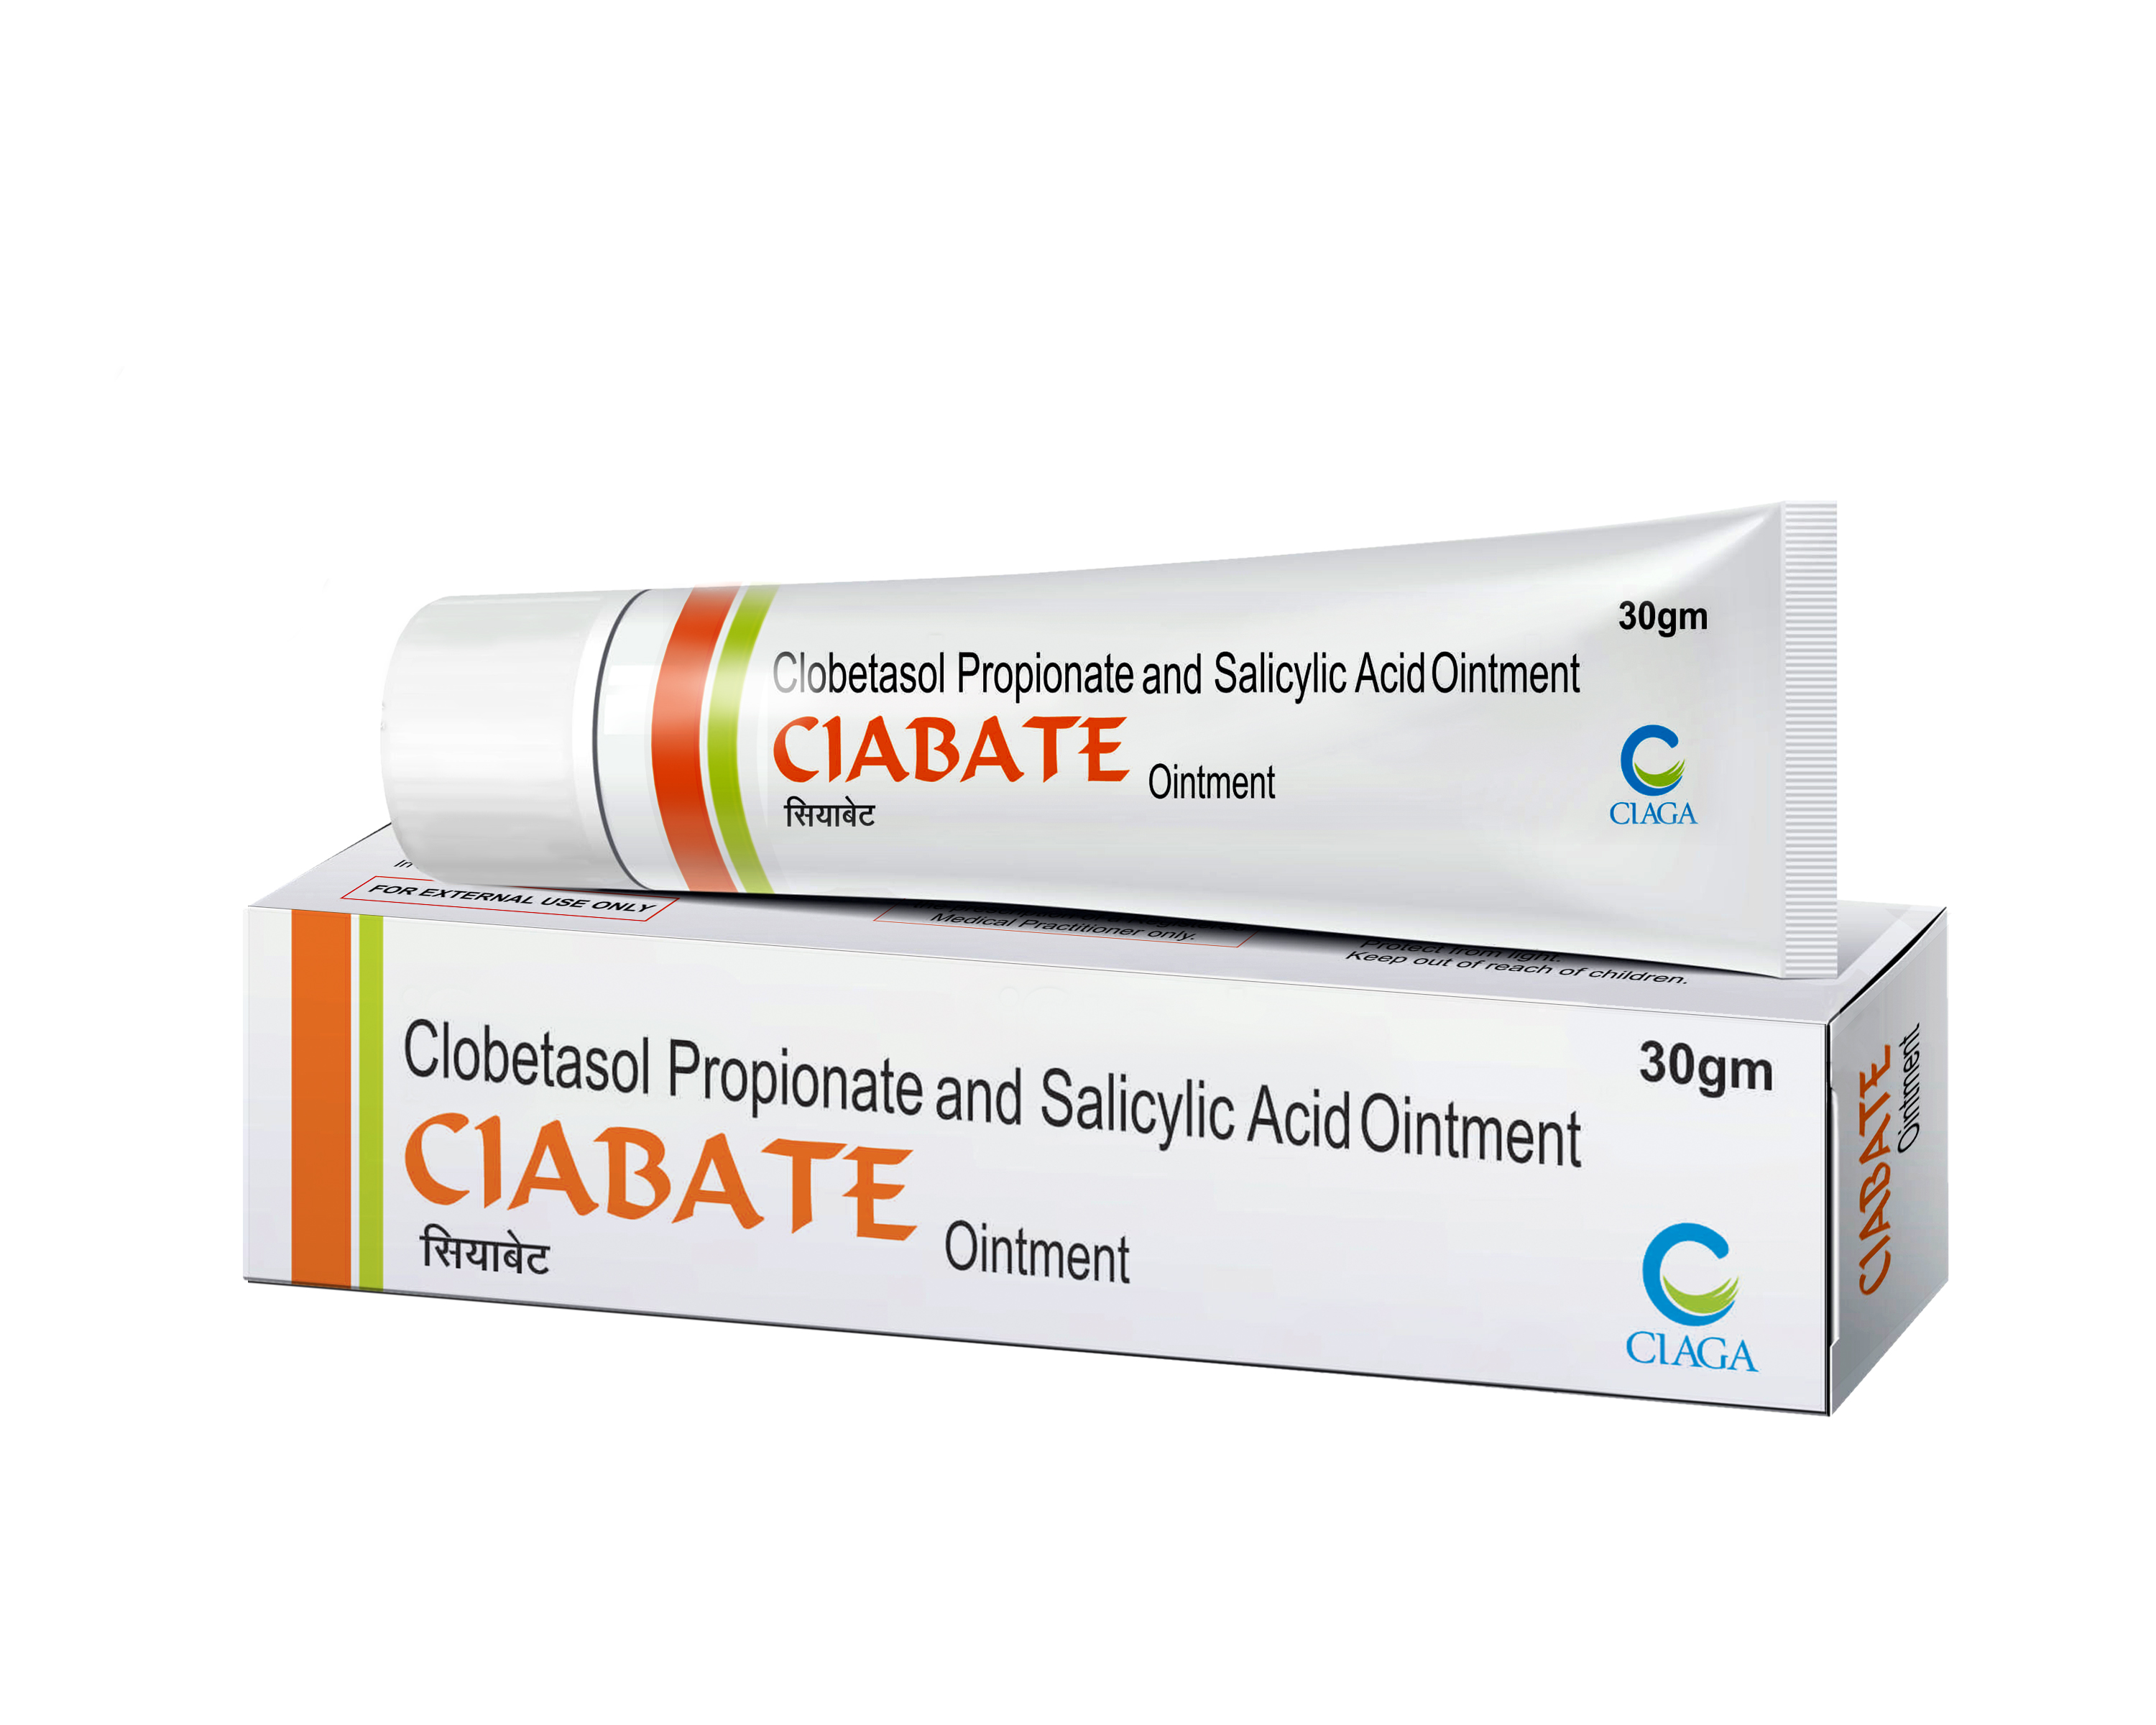 30gm
Clobetasol Propionate and Salicylic Acid Ointment
CIABATE Ointment
सियाबेट
CIAGA
In
FOR EXTERNAL USE ONLY
Medical Practitioner only.
Protect from light.
Keep out of reach of children.
30gm
Clobetasol Propionate and Salicylic Acid Ointment
CIABATE
Ointment
सियाबेट
CIAGA
CIABATE
Ointment